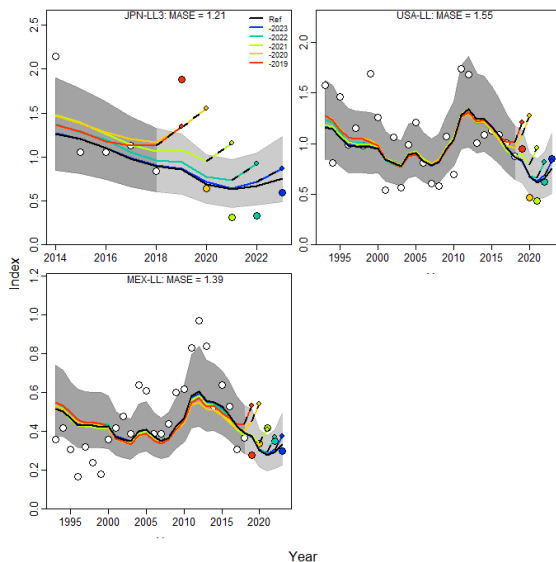 JPN-LL3: MASE = 1.21
Ref
-2023
-2022
-2021
-2020
-2019
0.0 0.5 1.0 1.5 2.0 2.5
2014 2016 2018 2020 2022
USA-LL: MASE = 1.55
0.0 0.5 1.0 1.5 2.0
1995 2000 2005 2010 2015 2020
MEX-LL: MASE = 1.39
0.0 0.2 0.4 0.6 0.8 1.0 1.2
1995 2000 2005 2010 2015 2020
Index
Year